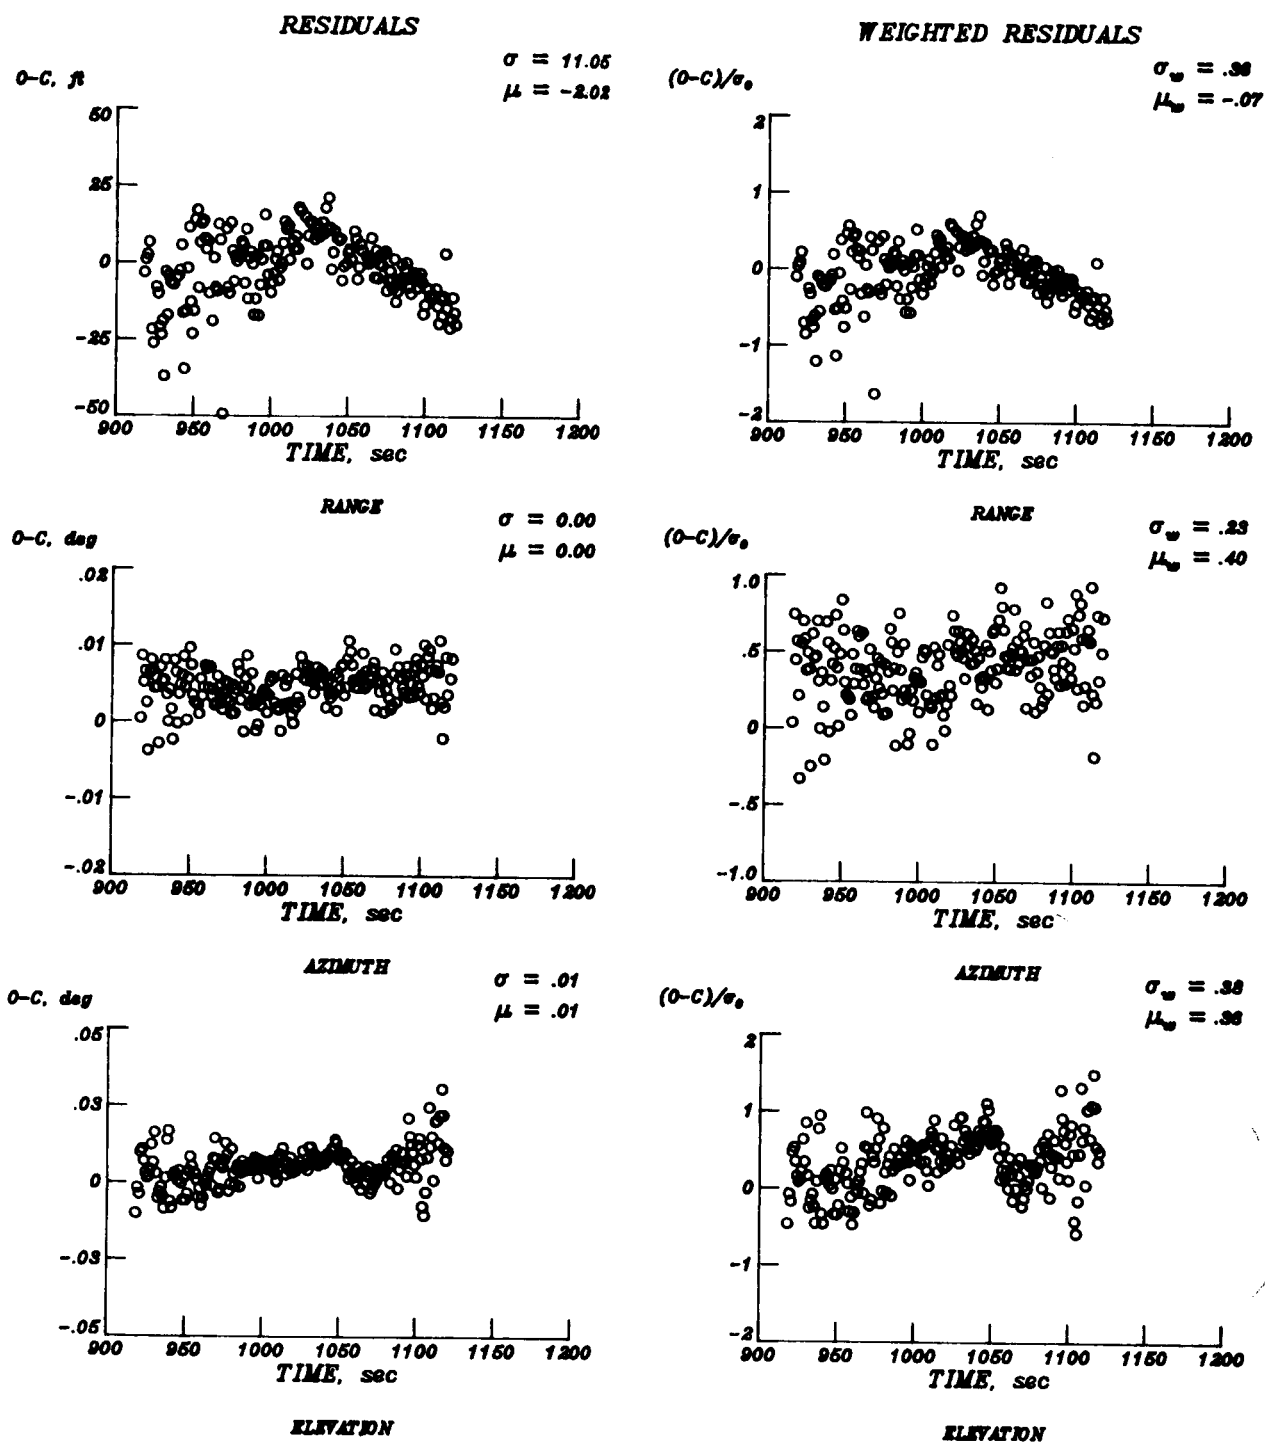 RESIDUALS
O-C, ft
σ = 11.05
μ = -2.02
50
25
0
-25
-50
900 950 1000 1050 1100 1150 1200
TIME, sec
RANGE
WEIGHTED RESIDUALS
(O-C)/σ₀
σw = .36
μw = -.07
2
1
0
-1
-2
900 950 1000 1050 1100 1150 1200
TIME, sec
RANGE
O-C, deg
σ = 0.00
μ = 0.00
.02
.01
0
-.01
-.02
900 950 1000 1050 1100 1150 1200
TIME, sec
AZIMUTH
(O-C)/σ₀
σw = .23
μw = .40
1.0
.5
0
-.5
-1.0
900 950 1000 1050 1100 1150 1200
TIME, sec
AZIMUTH
O-C, deg
σ = .01
μ = .01
.05
.03
0
-.03
-.05
900 950 1000 1050 1100 1150 1200
TIME, sec
ELEVATION
(O-C)/σ₀
σw = .38
μw = .36
2
1
0
-1
-2
900 950 1000 1050 1100 1150 1200
TIME, sec
ELEVATION